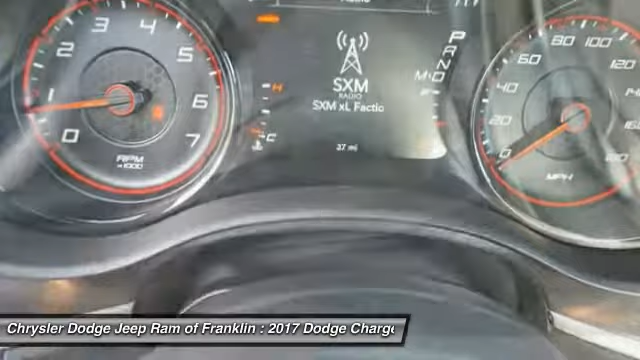 7
6
5
4
3
2
1
0
RPM
x1000
H
C
SXM
RADIO
SXM xL Factio
37 mi
P
N
D
M
0
20
40
60
80
100
120
MPH
Chrysler Dodge Jeep Ram of Franklin : 2017 Dodge Charge